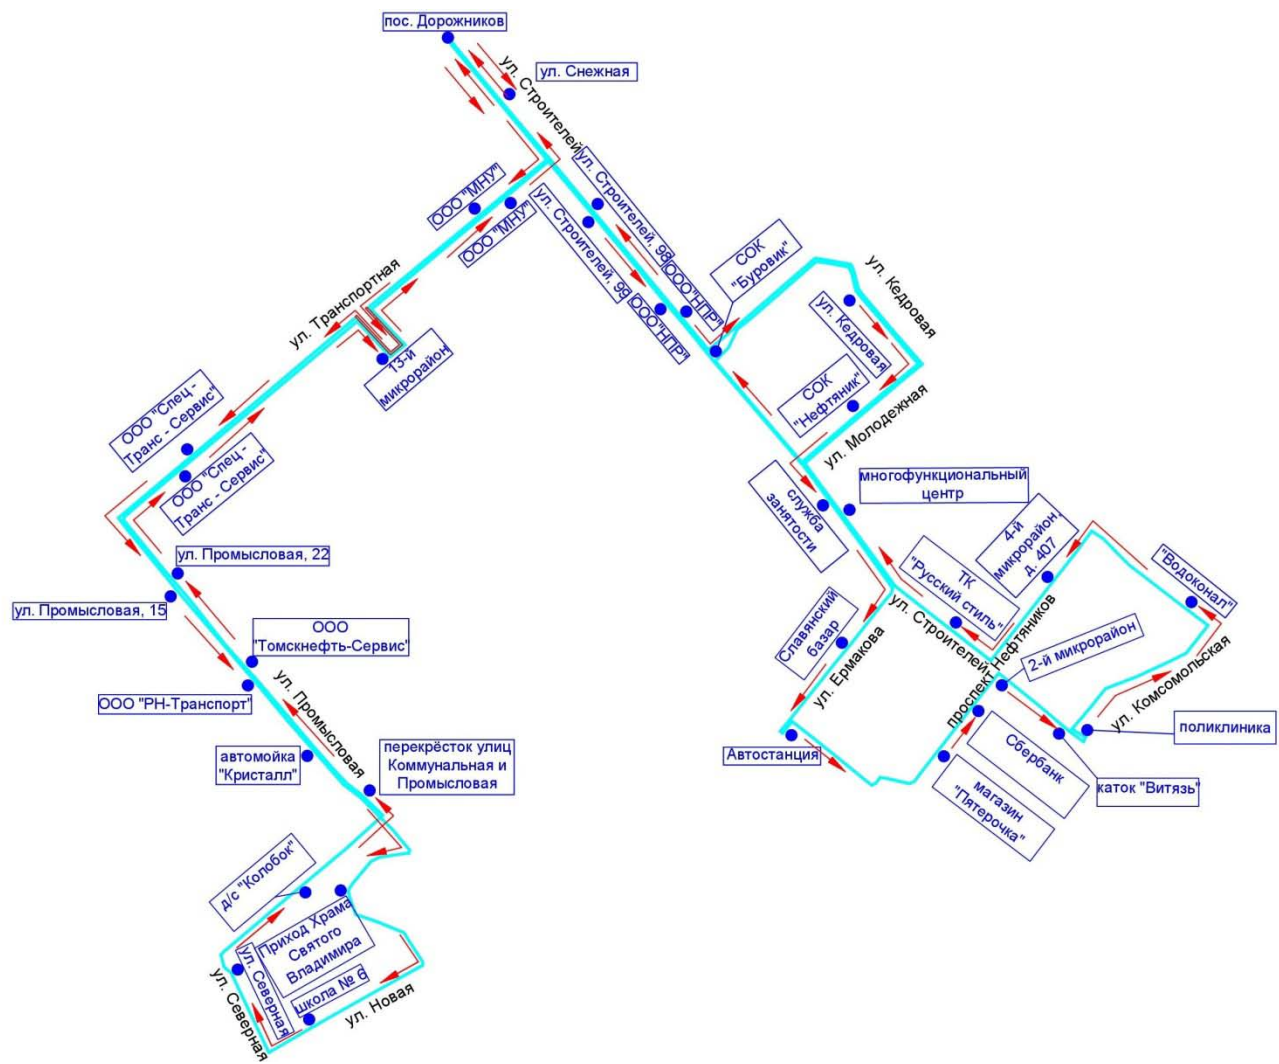 пос. Дорожников
ул. Снежная
ул. Строителей
ООО "МНУ"
ООО "МНУ"
ул. Строителей, 98
ул. Строителей, 98
ООО"НПР"
ООО"НПР"
СОК
"Буровик"
ул. Кедровая
ул. Кедровая
СОК
"Нефтяник"
ул. Молодежная
ул. Транспортная
13-й
микрорайон
ООО "Спец -
Транс - Сервис"
ООО "Спец -
Транс - Сервис"
служба
занятости
многофункциональный
центр
4-й
микрорайон
д. 407
ТК
"Русский стиль"
"Водоконал"
ул. Промысловая, 22
ул. Промысловая, 15
ООО
"Томскнефть-Сервис"
ООО "РН-Транспорт"
ул. Промысловая
автомойка
"Кристалл"
перекрёсток улиц
Коммунальная и
Промысловая
Славянский
базар
ул. Ермакова
ул. Строителей
проспект Нефтяников
2-й микрорайон
ул. Комсомольская
поликлиника
Автостанция
Сбербанк
каток "Витязь"
магазин
"Пятерочка"
д/с "Колобок"
Приход Храма
Святого
Владимира
ул. Северная
ул. Северная
школа № 6
ул. Новая